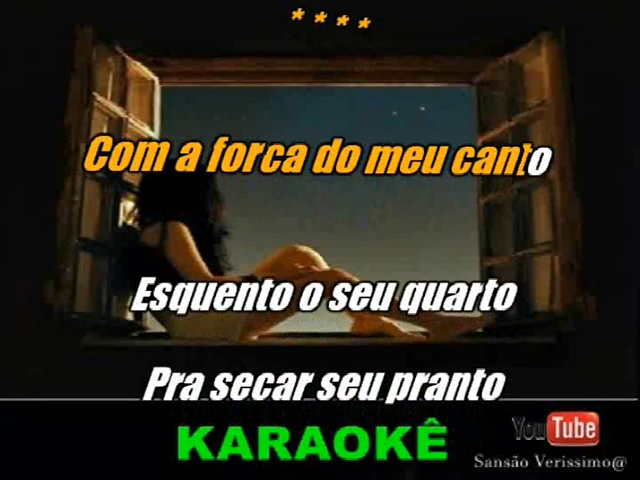 * * * *
Com a forca do meu canto
Esquento o seu quarto
Pra secar seu pranto
KARAOKÊ
YouTube
Sansão Verissimo@